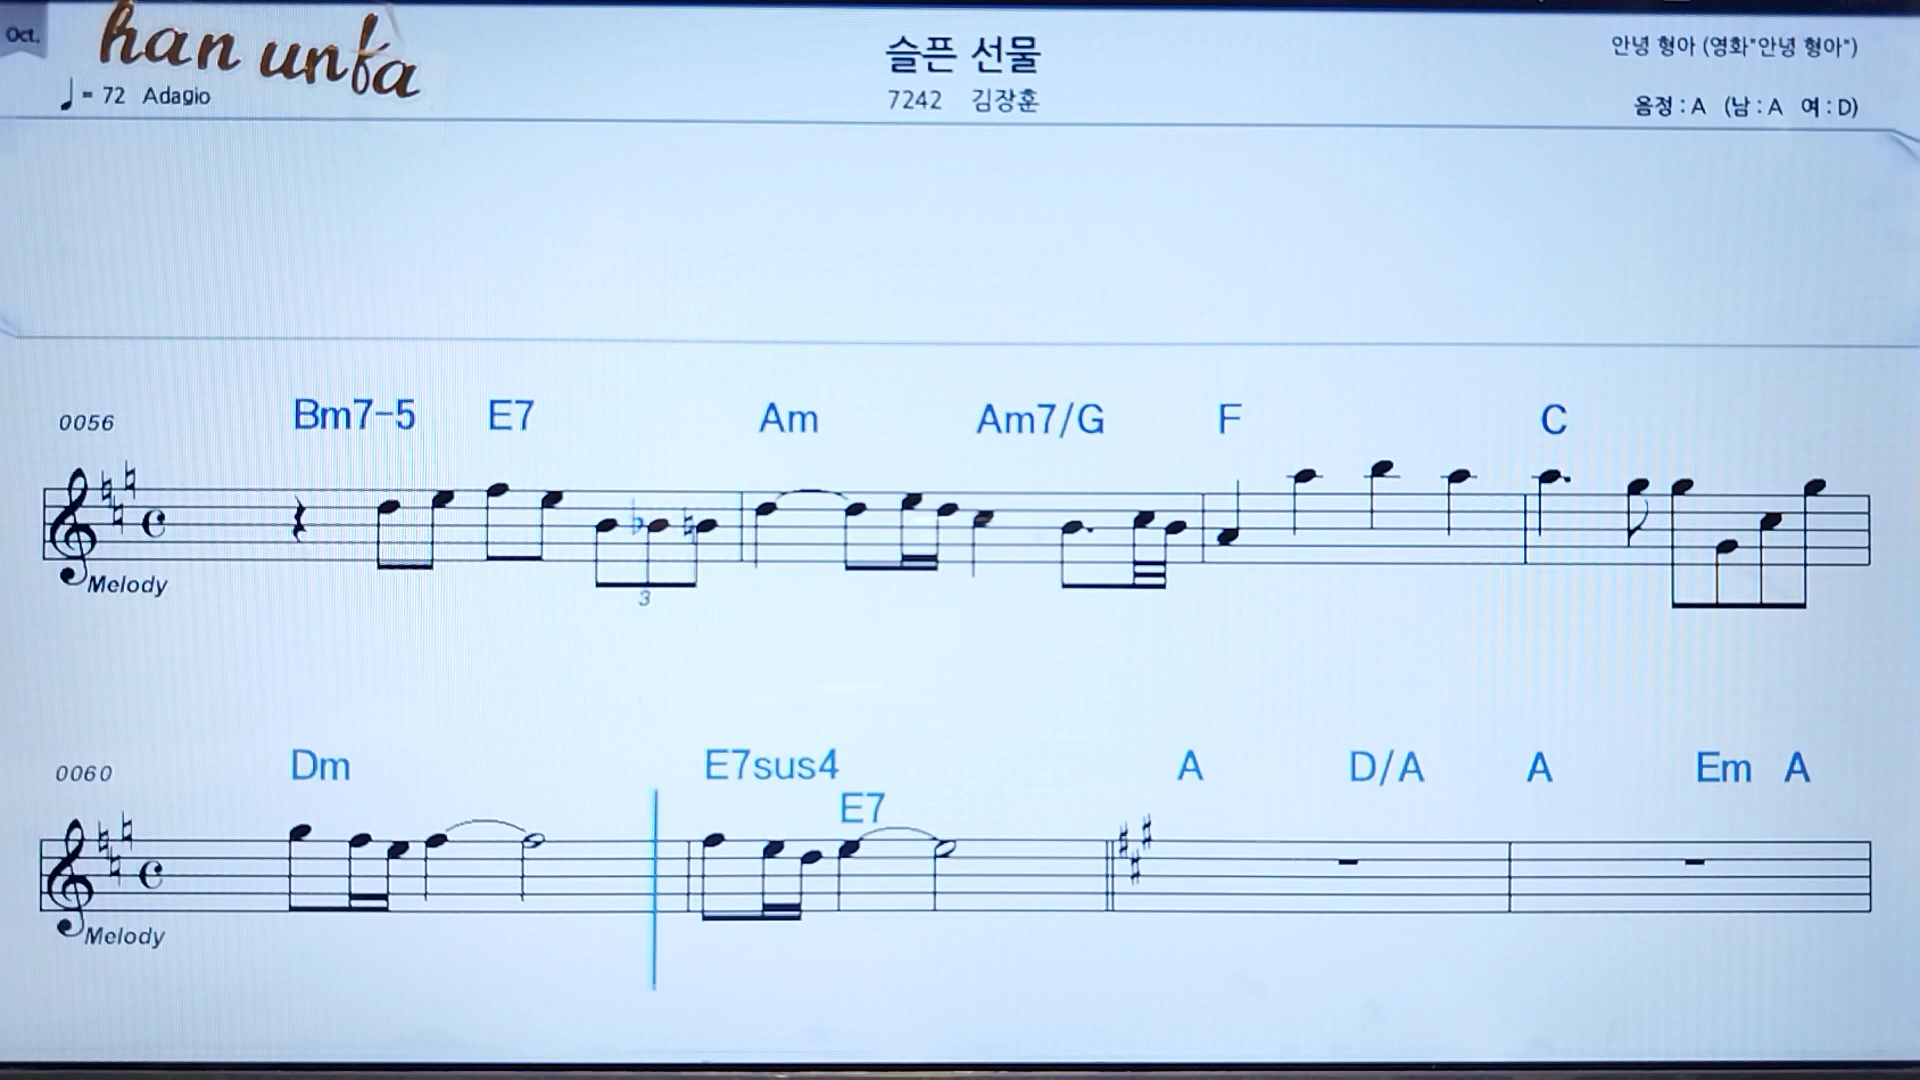 Oct.
han unfa
♩= 72 Adagio
슬픈 선물
7242 김장훈
안녕 형아 (영화"안녕 형아")
음정 : A (남 : A 여 : D)
0056 Bm7-5 E7 Am Am7/G F C
Melody
3
0060 Dm E7sus4 A D/A A Em A
E7
Melody